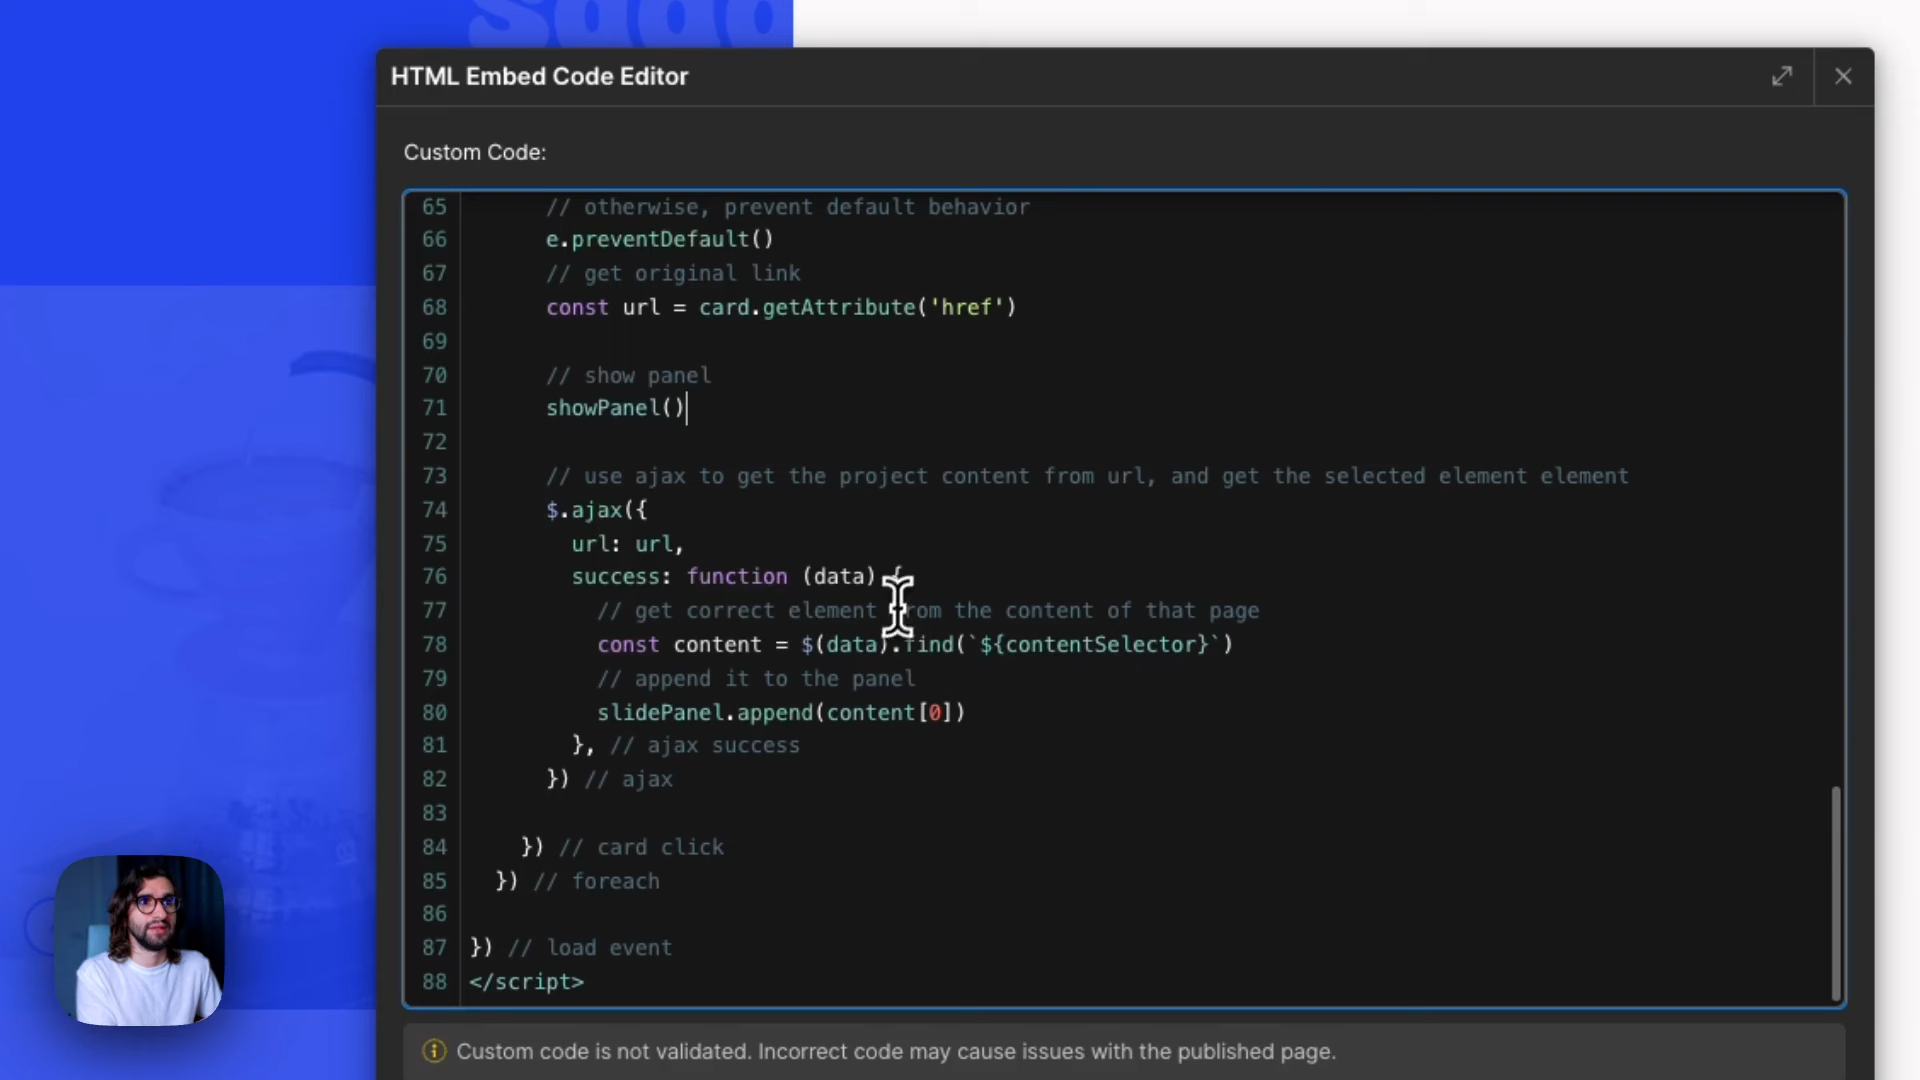 HTML Embed Code Editor
Custom Code:
65 // otherwise, prevent default behavior
66 e.preventDefault()
67 // get original link
68 const url = card.getAttribute('href')
69
70 // show panel
71 showPanel()
72
73 // use ajax to get the project content from url, and get the selected element element
74 $.ajax({
75 url: url,
76 success: function (data) {
77 // get correct element from the content of that page
78 const content = $(data).find(`${contentSelector}`)
79 // append it to the panel
80 slidePanel.append(content[0])
81 }, // ajax success
82 }) // ajax
83
84 }) // card click
85 }) // foreach
86
87 }) // load event
88 </script>
Custom code is not validated. Incorrect code may cause issues with the published page.